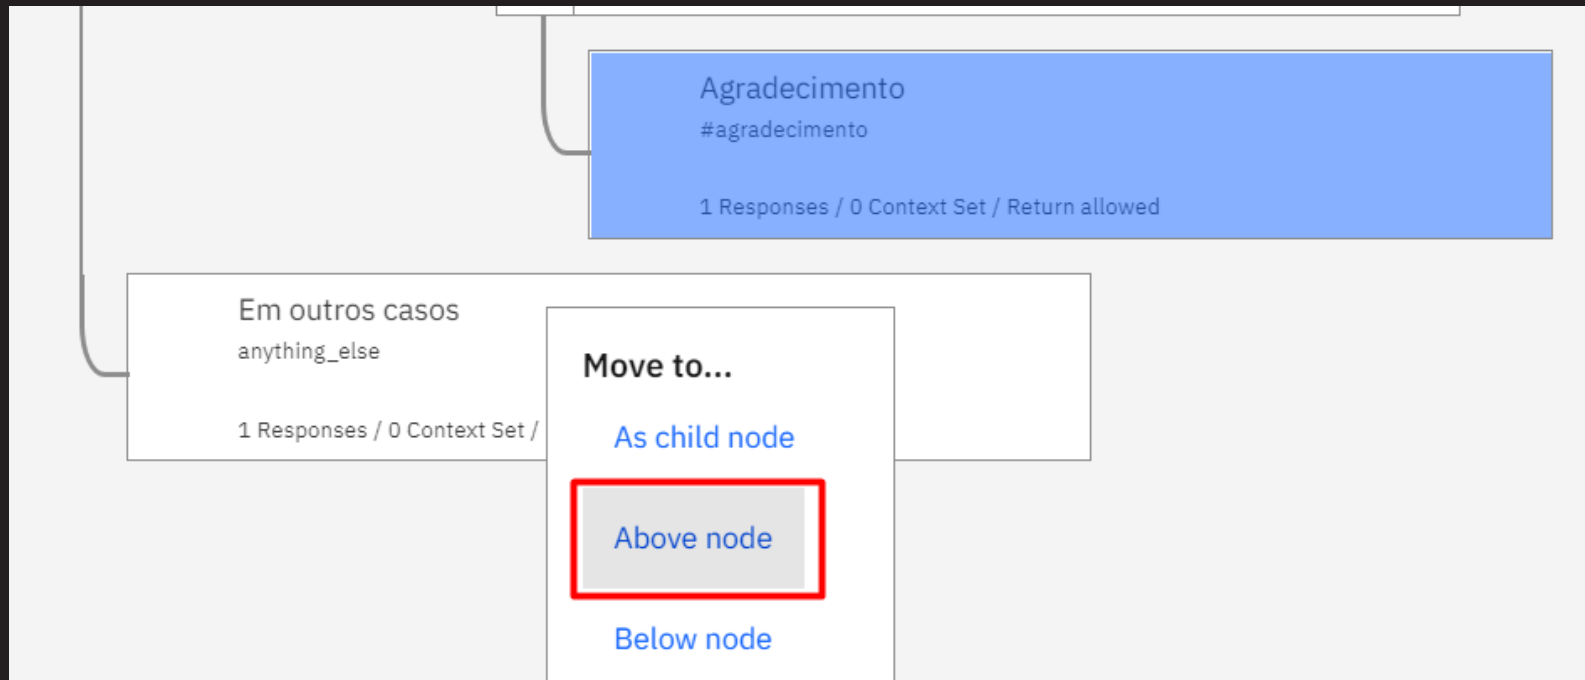 Agradecimento
#agradecimento
1 Responses / 0 Context Set / Return allowed
Em outros casos
anything_else
1 Responses / 0 Context Set /
Move to...
As child node
Above node
Below node